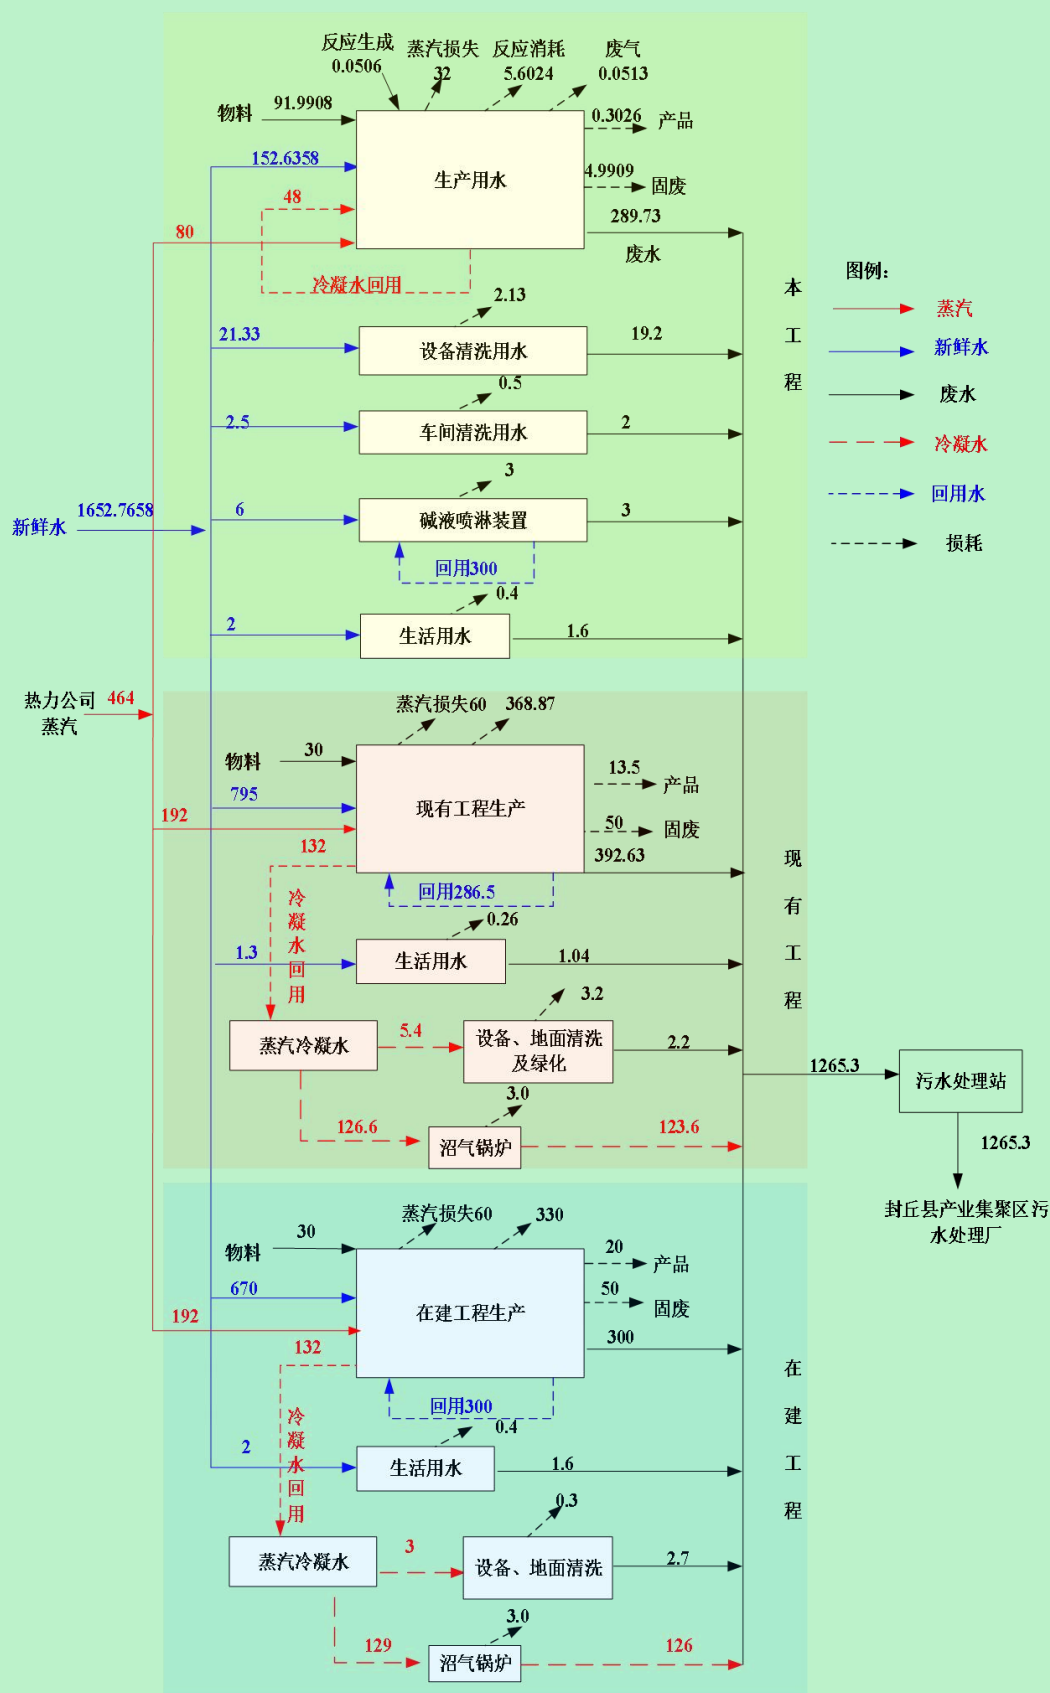 反应生成
0.0506
蒸汽损失
32
反应消耗
5.6024
废气
0.0513
物料
91.9908
0.3026
产品
152.6358
生产用水
4.9909
固废
48
80
289.73
废水
冷凝水回用
2.13
21.33
设备清洗用水
19.2
0.5
2.5
车间清洗用水
2
3
6
碱液喷淋装置
3
回用300
0.4
2
生活用水
1.6
本
工
程
图例:
蒸汽
新鲜水
废水
冷凝水
回用水
损耗
新鲜水
1652.7658
热力公司
蒸汽
464
蒸汽损失60
368.87
物料
30
13.5
产品
795
现有工程生产
192
50
固废
132
392.63
回用286.5
冷
凝
水
回
用
0.26
1.3
生活用水
1.04
3.2
蒸汽冷凝水
5.4
设备、地面清洗
及绿化
2.2
3.0
126.6
沼气锅炉
123.6
现
有
工
程
1265.3
污水处理站
1265.3
封丘县产业集聚区污
水处理厂
蒸汽损失60
330
物料
30
20
产品
670
在建工程生产
50
固废
192
132
300
回用300
冷
凝
水
回
用
0.4
2
生活用水
1.6
0.3
蒸汽冷凝水
3
设备、地面清洗
2.7
3.0
129
沼气锅炉
126
在
建
工
程